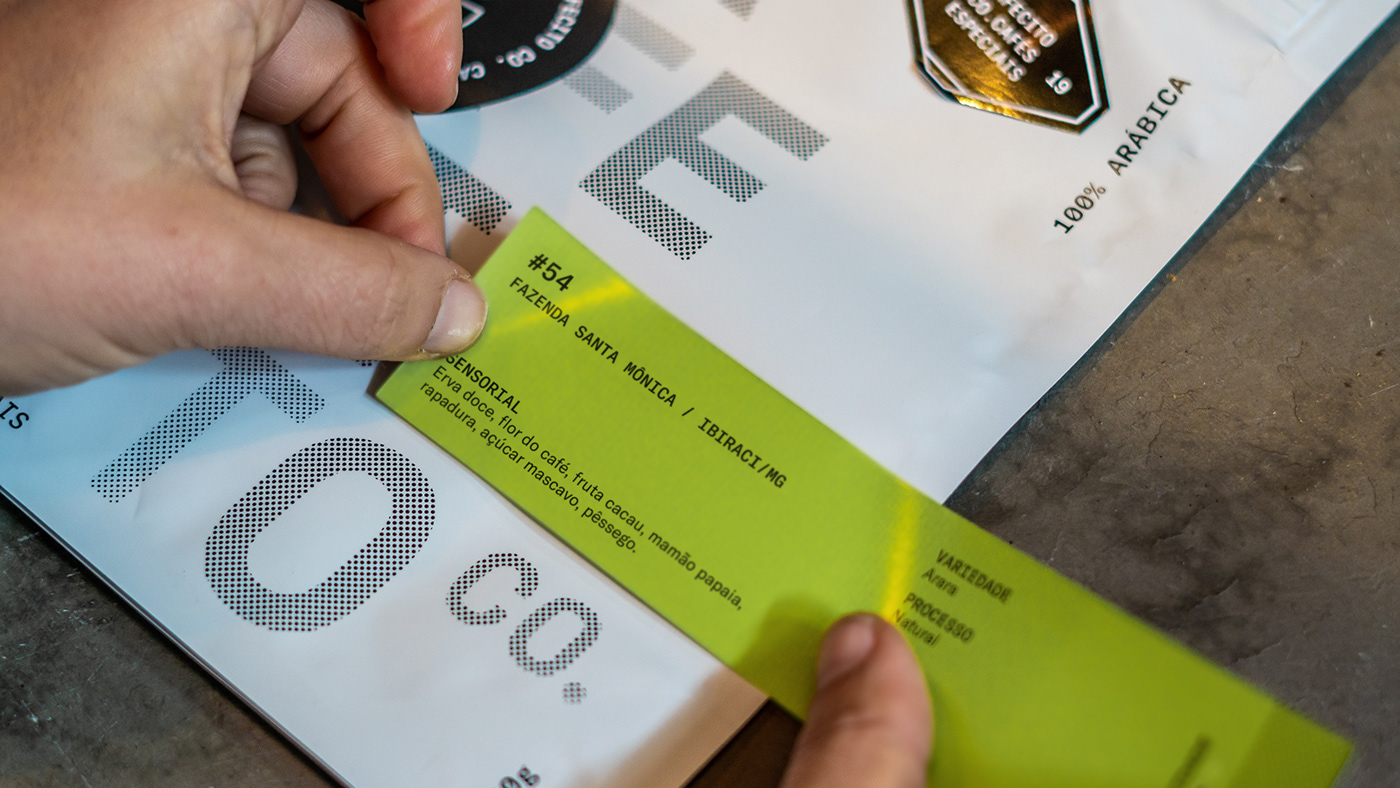 #54
FAZENDA SANTA MÔNICA / IBIRACI/MG
SENSORIAL
Erva doce, flor do café, fruta cacau, mamão papaia,
rapadura, açúcar mascavo, pêssego.
VARIEDADE
Arara
PROCESSO
Natural
CO.CAFÉS
ESPECIAIS
19
100% ARÁBICA
TO
CO.